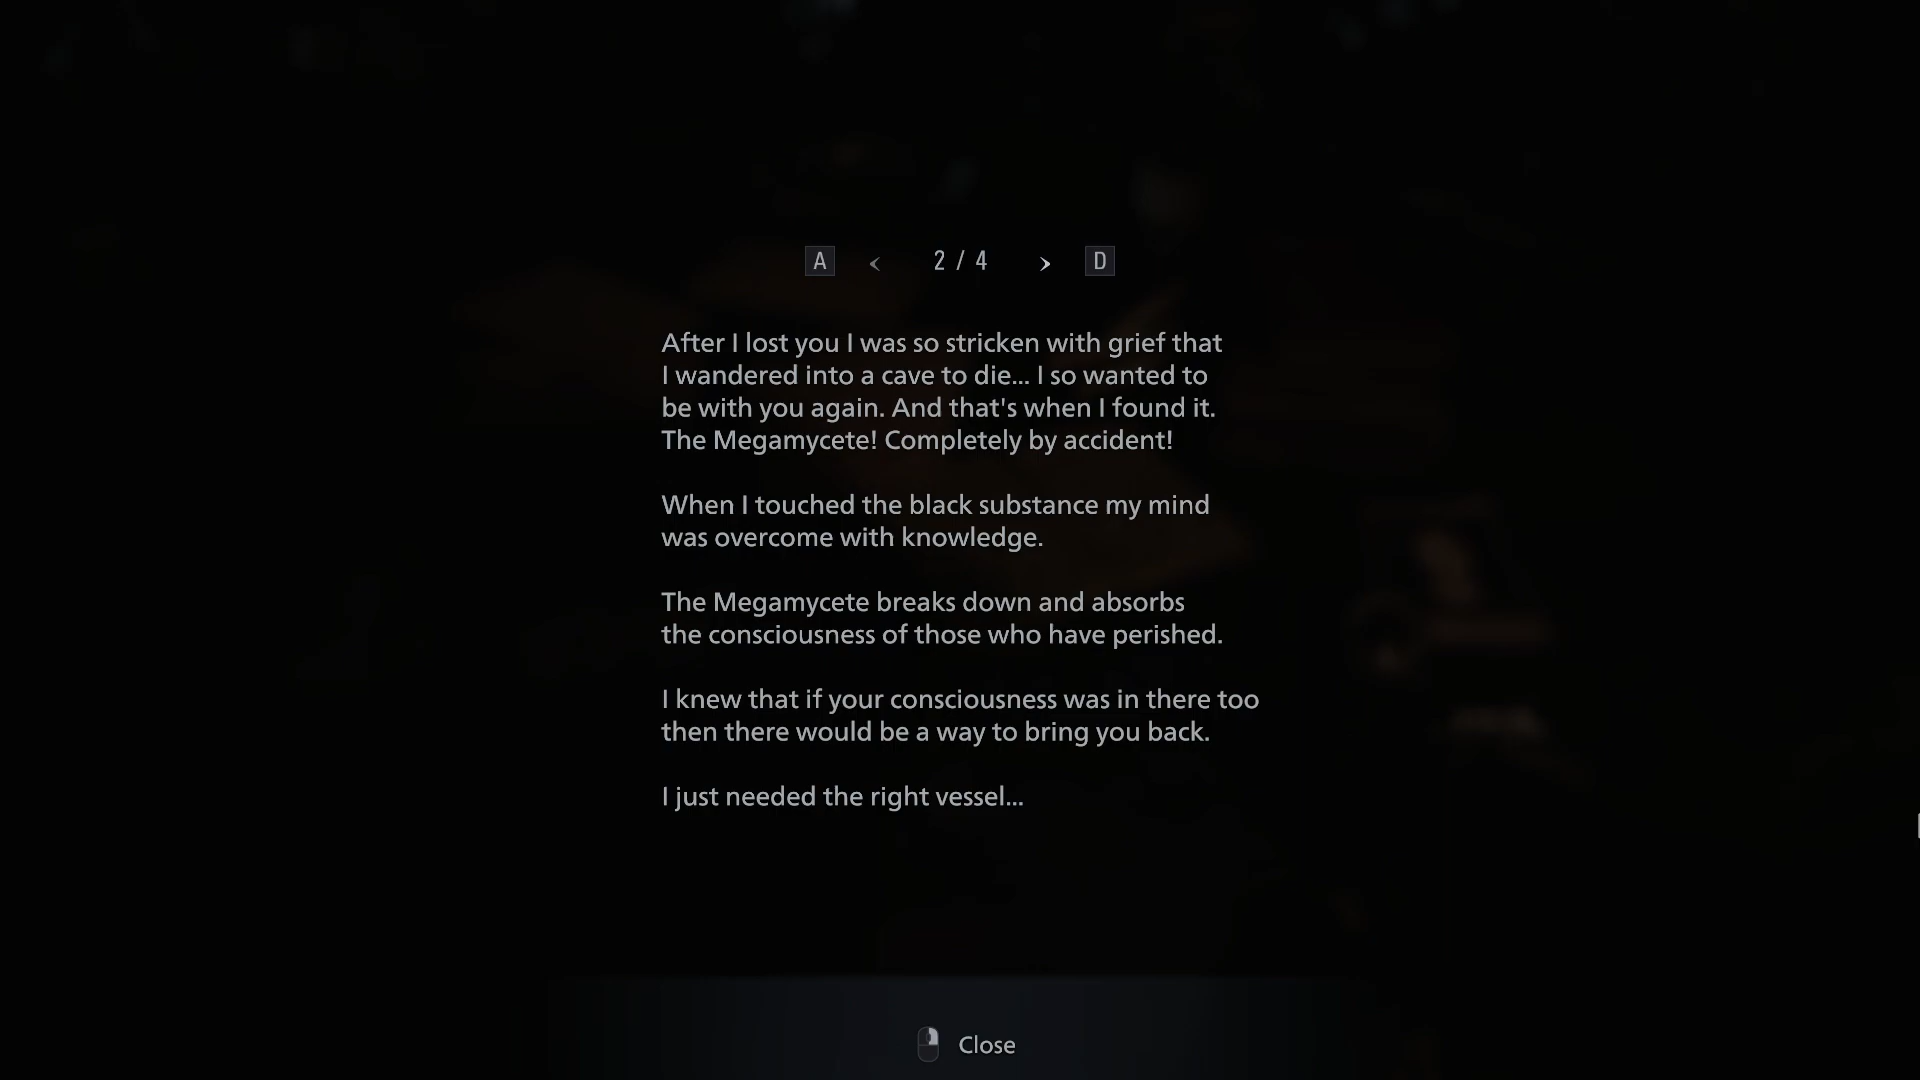 A < 2 / 4 > D
After I lost you I was so stricken with grief that
I wandered into a cave to die... I so wanted to
be with you again. And that's when I found it.
The Megamycete! Completely by accident!
When I touched the black substance my mind
was overcome with knowledge.
The Megamycete breaks down and absorbs
the consciousness of those who have perished.
I knew that if your consciousness was in there too
then there would be a way to bring you back.
I just needed the right vessel...
Close